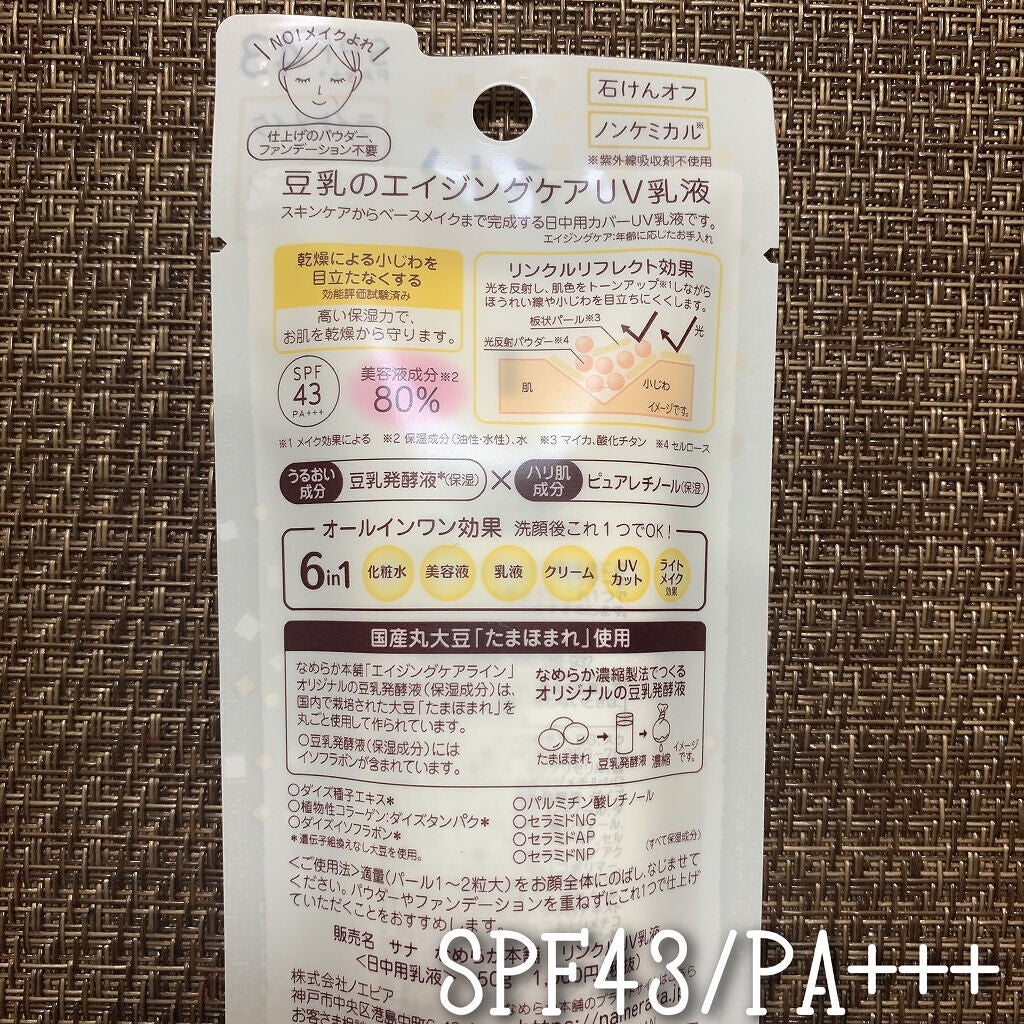 NO!メイクよれ
仕上げのパウダー、
ファンデーション不要
石けんオフ
ノンケミカル※
※紫外線吸収剤不使用
豆乳のエイジングケアUV乳液
スキンケアからベースメイクまで完成する日中用カバーUV乳液です。
エイジングケア:年齢に応じたお手入れ
乾燥による小じわを
目立たなくする
効能評価試験済み
高い保湿力で、
お肌を乾燥から守ります。
リンクルリフレクト効果
光を反射し、肌色をトーンアップ※1しながら
ほうれい線や小じわを目立ちにくくします。
板状パール※3
光反射パウダー※4
光
肌
小じわ
イメージです。
SPF
43
PA+++
美容液成分※2
80%
※1 メイク効果による ※2 保湿成分(油性・水性)、水 ※3 マイカ、酸化チタン ※4 セルロース
うるおい
成分
豆乳発酵液*(保湿)
×
ハリ肌
成分
ピュアレチノール(保湿)
オールインワン効果 洗顔後これ1つでOK!
6in1
化粧水
美容液
乳液
クリーム
UV
カット
ライト
メイク
効果
国産丸大豆「たまほまれ」使用
なめらか本舗「エイジングケアライン」
オリジナルの豆乳発酵液(保湿成分)は、
国内で栽培された大豆「たまほまれ」を
丸ごと使用して作られています。
○豆乳発酵液(保湿成分)には
イソフラボンが含まれています。
なめらか濃縮製法でつくる
オリジナルの豆乳発酵液
たまほまれ
豆乳発酵液
濃縮
イメージ
です。
○ダイズ種子エキス*
○植物性コラーゲン:ダイズタンパク*
○ダイズイソフラボン*
*遺伝子組換えなし大豆を使用。
○パルミチン酸レチノール
○セラミドNG
○セラミドAP
○セラミドNP
(すべて保湿成分)
<ご使用法>適量(パール1~2粒大)をお顔全体にのばし、なじませて
ください。パウダーやファンデーションを重ねずにこれ1つで仕上げ
ていただくことをおすすめします。
販売名 サナ なめらか本舗 リンクルUV乳液
<日中用乳液> 50g
株式会社ノエビア
神戸市中央区港島中町
お客さま相談
SPF43/PA+++